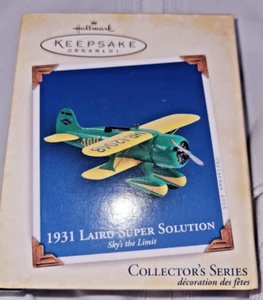 Hallmark
KEEPSAKE
ORNAMENT
1931 LAIRD SUPER SOLUTION
Sky's the Limit
COLLECTOR'S SERIES
décoration des fêtes